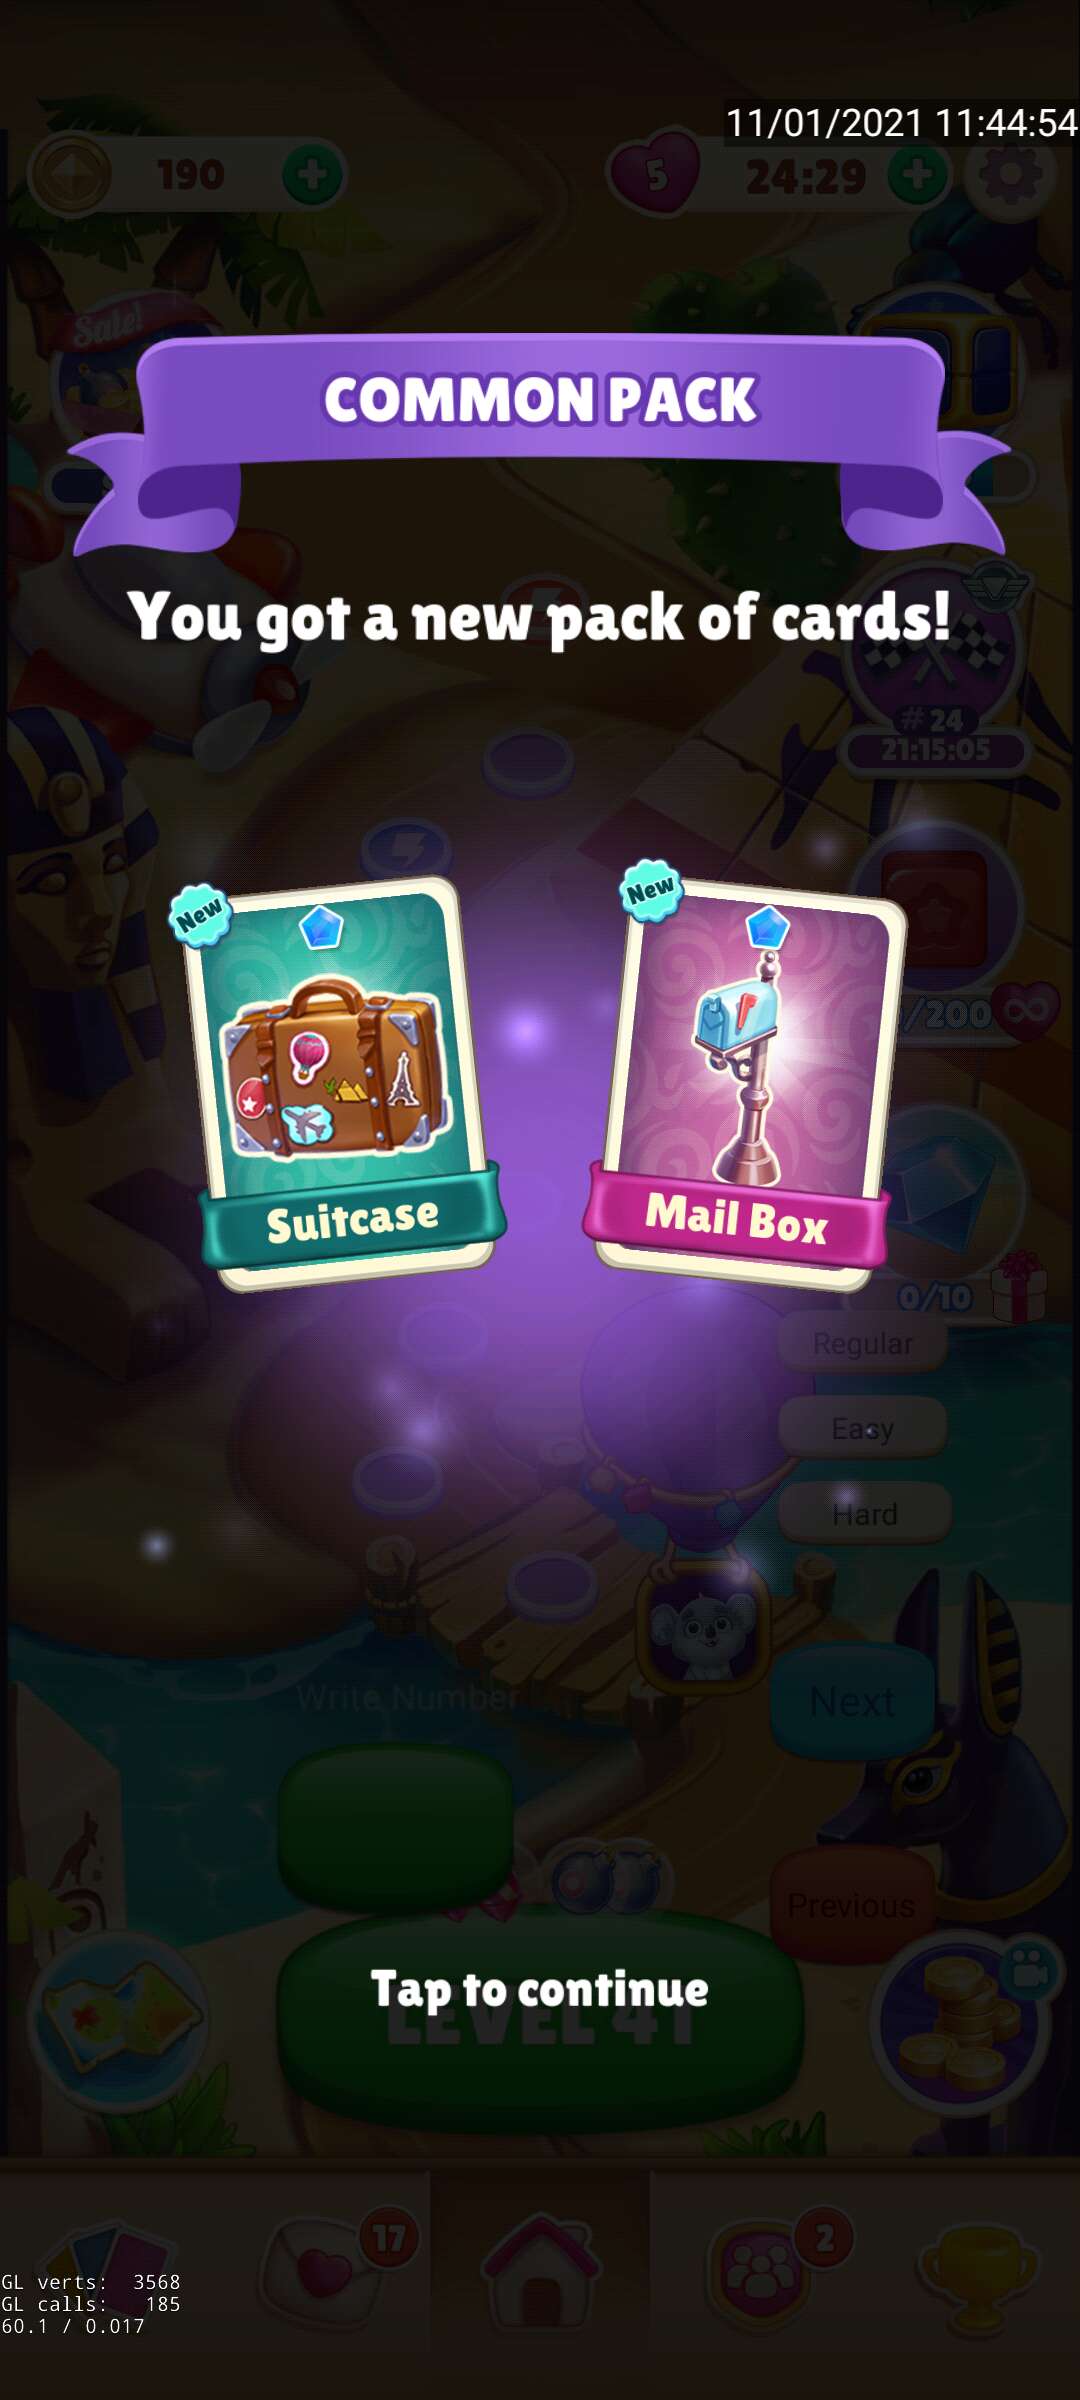 11/01/2021 11:44:54
190
5
24:29
Sale!
COMMON PACK
You got a new pack of cards!
# 24
21:15:05
New
New
/200
Suitcase
Mail Box
0/10
Regular
Easy
Hard
Write Number
Next
Previous
Tap to continue
LEVEL 41
17
2
GL verts: 3568
GL calls: 185
60.1 / 0.017